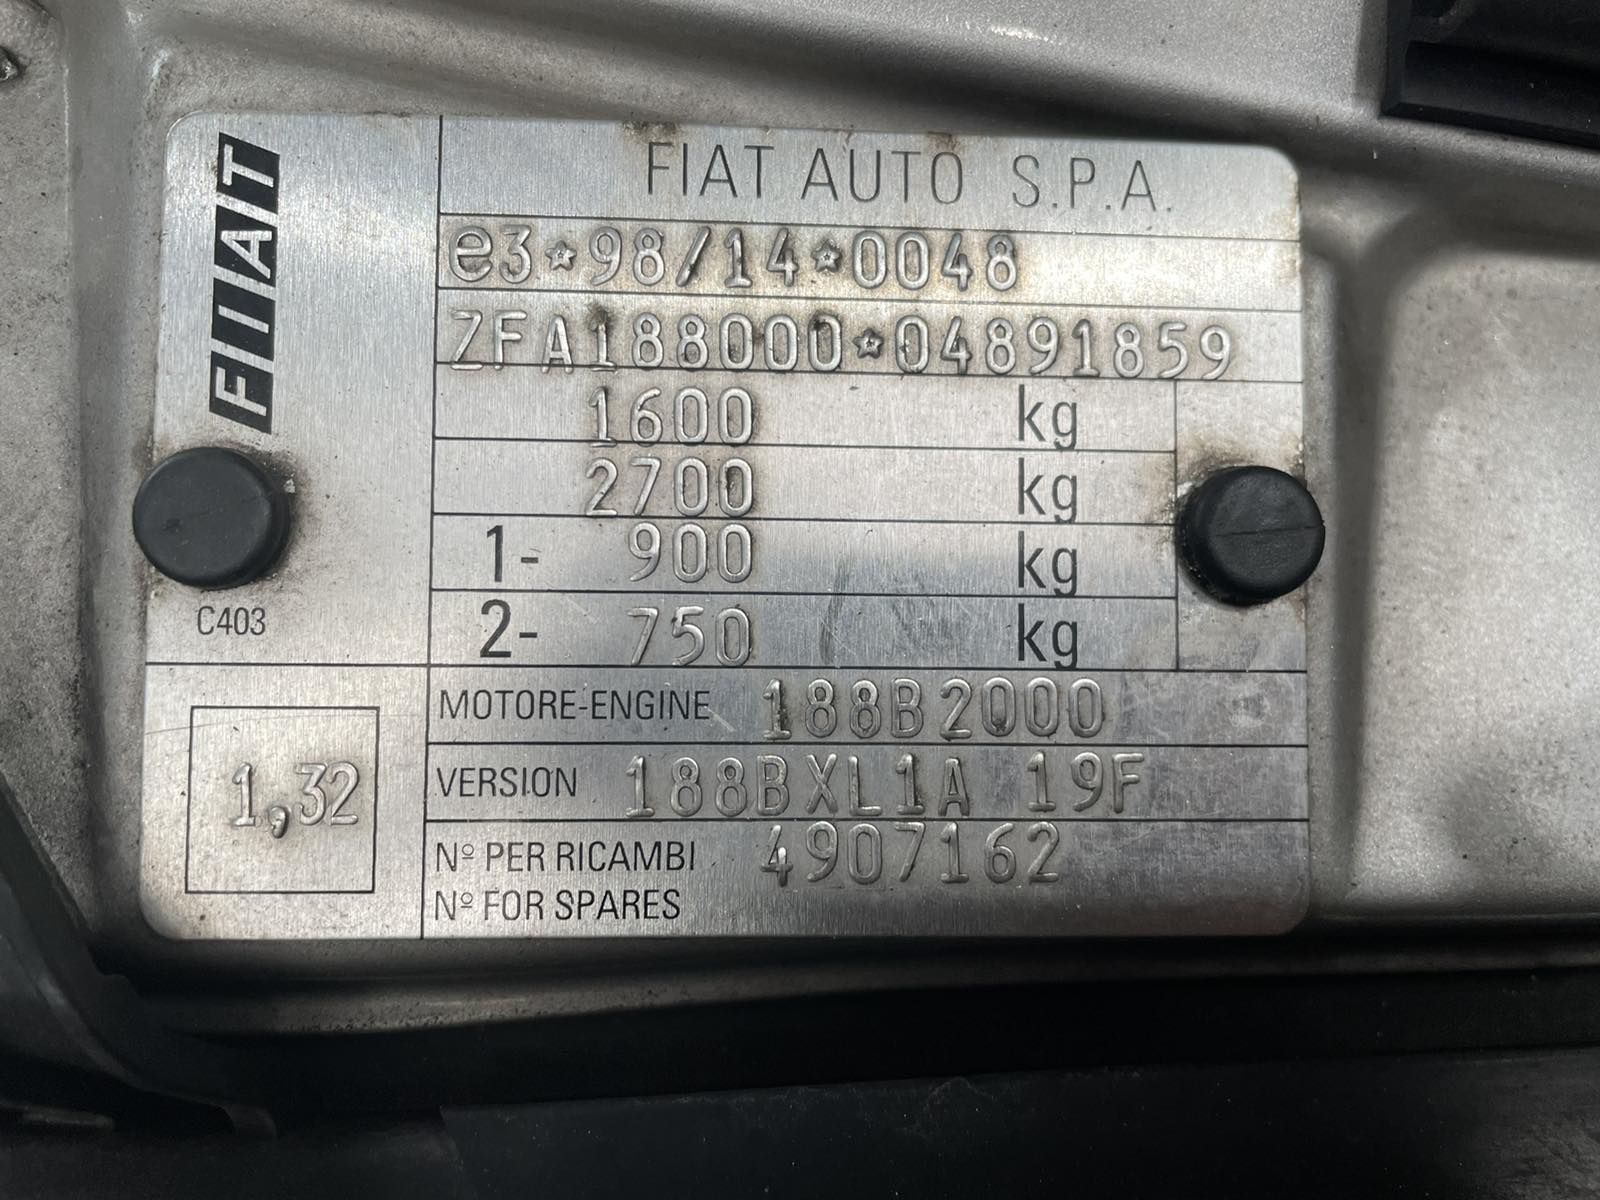 FIAT
FIAT AUTO S.P.A.
e3*98/14*0048
ZFA188000*04891859
1600 kg
2700 kg
1- 900 kg
2- 750 kg
C403
MOTORE-ENGINE 188B2000
1,32
VERSION 188BXL1A 19F
Nº PER RICAMBI 4907162
Nº FOR SPARES